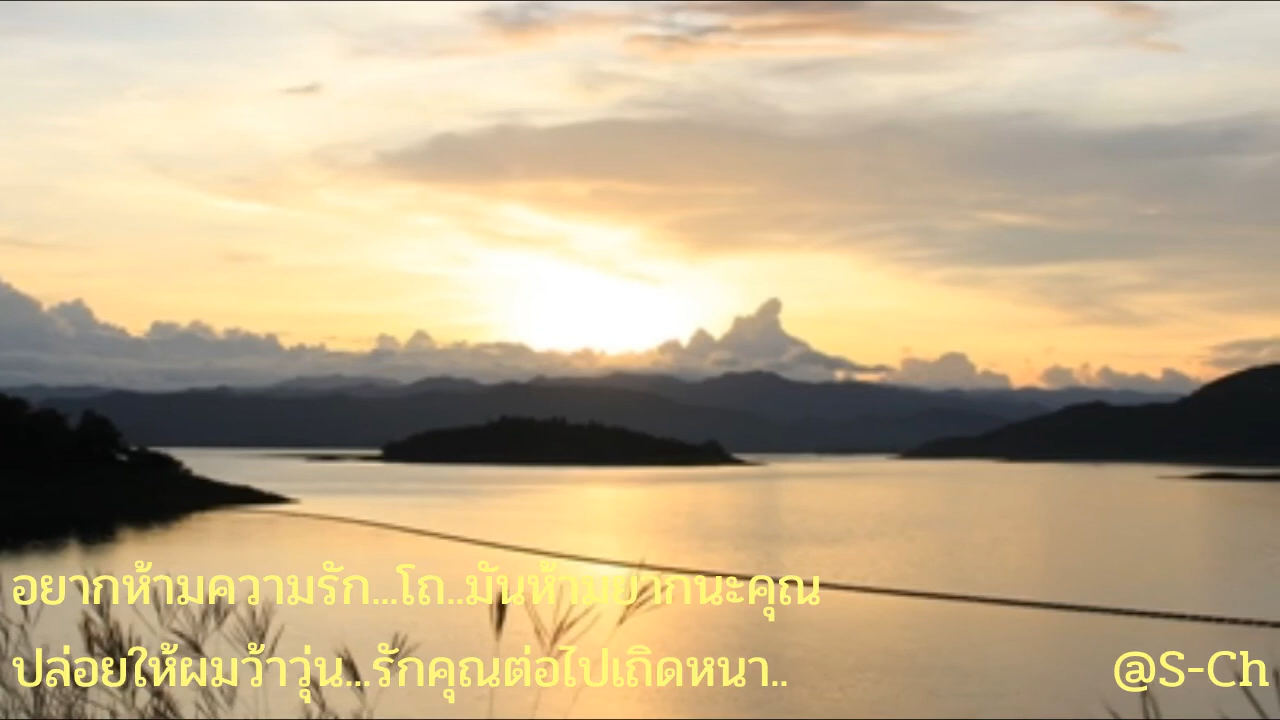 อยากห้ามความรัก...โถ..มันห้ามยากนะคุณ
ปล่อยให้ผมว้าวุ่น...รักคุณต่อไปเถิดหนา..
@S-Ch